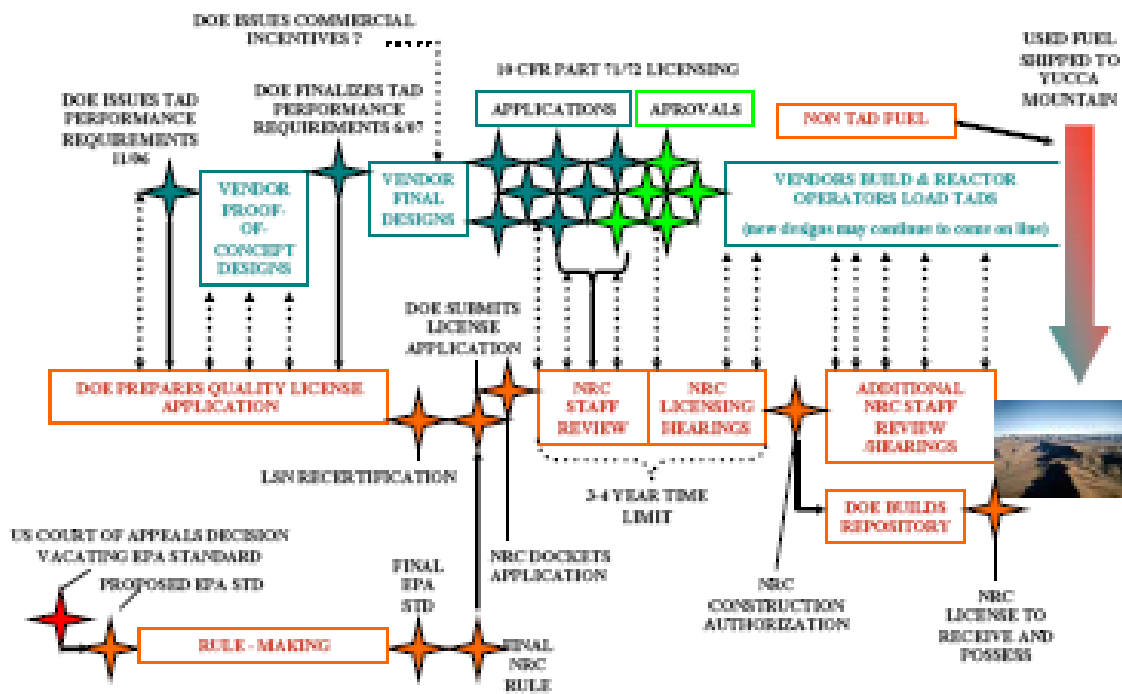 DOE ISSUES COMMERCIAL
INCENTIVES ?
USED FUEL
SHIPPED TO
YUCCA
MOUNTAIN
10 CFR PART 71/72 LICENSING
DOE ISSUES TAD
PERFORMANCE
REQUIREMENTS
11/06
DOE FINALIZES TAD
PERFORMANCE
REQUIREMENTS 6/07
APPLICATIONS
APROVALS
NON TAD FUEL
VENDOR
PROOF-
OF-
CONCEPT
DESIGNS
VENDOR
FINAL
DESIGNS
VENDORS BUILD & REACTOR
OPERATORS LOAD TADS
(new designs may continue to come on line)
DOE SUBMITS
LICENSE
APPLICATION
DOE PREPARES QUALITY LICENSE
APPLICATION
NRC
STAFF
REVIEW
NRC
LICENSING
HEARINGS
ADDITIONAL
NRC STAFF
REVIEW
/HEARINGS
LSN RECERTIFICATION
3-4 YEAR TIME
LIMIT
DOE BUILDS
REPOSITORY
US COURT OF APPEALS DECISION
VACATING EPA STANDARD
PROPOSED EPA STD
FINAL
EPA
STD
NRC DOCKETS
APPLICATION
NRC
CONSTRUCTION
AUTHORIZATION
NRC
LICENSE TO
RECEIVE AND
POSSESS
RULE - MAKING
FINAL
NRC
RULE